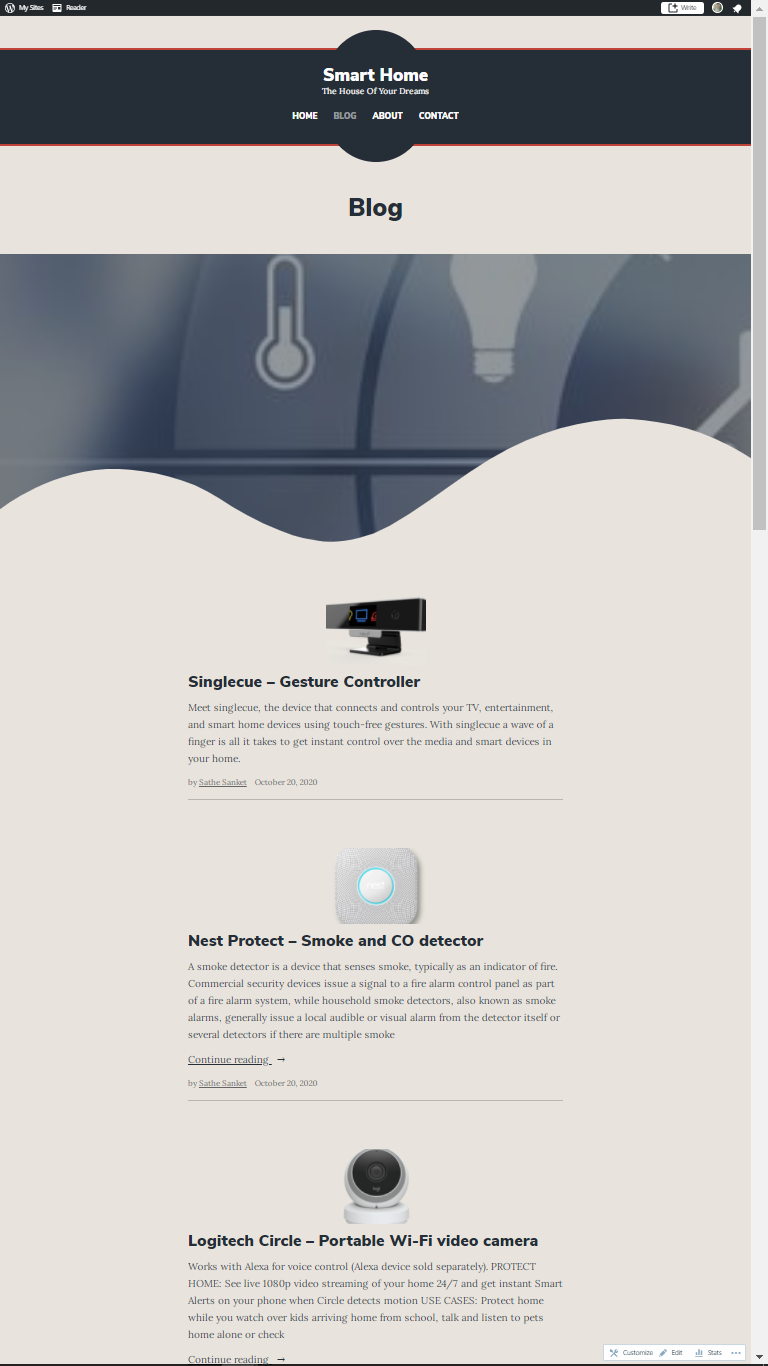 My Sites Reader Write
Smart Home
The House Of Your Dreams
HOME BLOG ABOUT CONTACT
Blog
Singlecue – Gesture Controller
Meet singlecue, the device that connects and controls your TV, entertainment,
and smart home devices using touch-free gestures. With singlecue a wave of a
finger is all it takes to get instant control over the media and smart devices in
your home.
by Sathe Sanket October 20, 2020
Nest Protect – Smoke and CO detector
A smoke detector is a device that senses smoke, typically as an indicator of fire.
Commercial security devices issue a signal to a fire alarm control panel as part
of a fire alarm system, while household smoke detectors, also known as smoke
alarms, generally issue a local audible or visual alarm from the detector itself or
several detectors if there are multiple smoke
Continue reading →
by Sathe Sanket October 20, 2020
Logitech Circle – Portable Wi-Fi video camera
Works with Alexa for voice control (Alexa device sold separately). PROTECT
HOME: See live 1080p video streaming of your home 24/7 and get instant Smart
Alerts on your phone when Circle detects motion USE CASES: Protect home
while you watch over kids arriving home from school, talk and listen to pets
home alone or check
Continue reading →
Customize Edit Stats ...